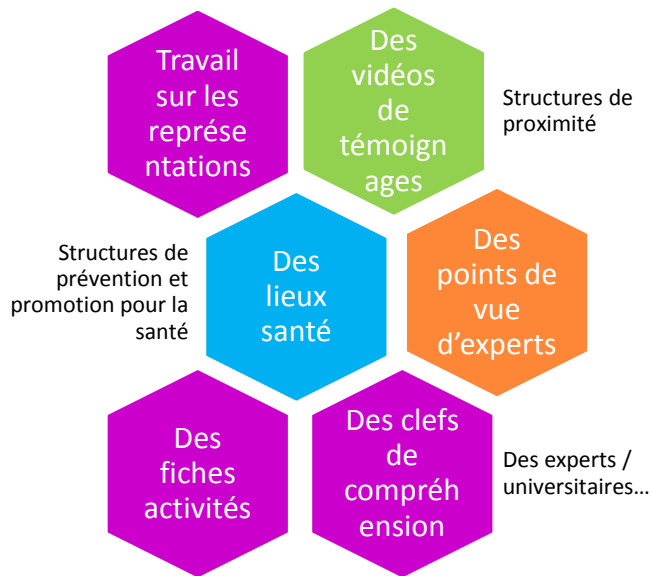 Travail
sur les
représe
ntations
Des
vidéos
de
témoign
ages
Structures de
proximité
Structures de
prévention et
promotion pour la
santé
Des
lieux
santé
Des
points de
vue
d’experts
Des
fiches
activités
Des clefs
de
compréh
ension
Des experts /
universitaires…